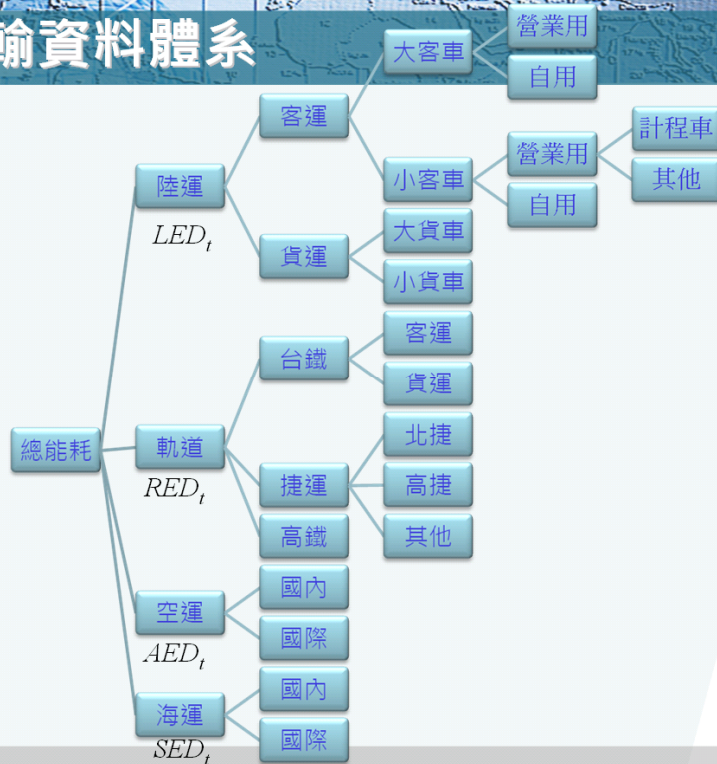 輸資料體系
總能耗
陸運
LED_t
客運
大客車
營業用
自用
小客車
營業用
計程車
其他
自用
貨運
大貨車
小貨車
軌道
RED_t
台鐵
客運
貨運
捷運
北捷
高捷
其他
高鐵
空運
AED_t
國內
國際
海運
SED_t
國內
國際